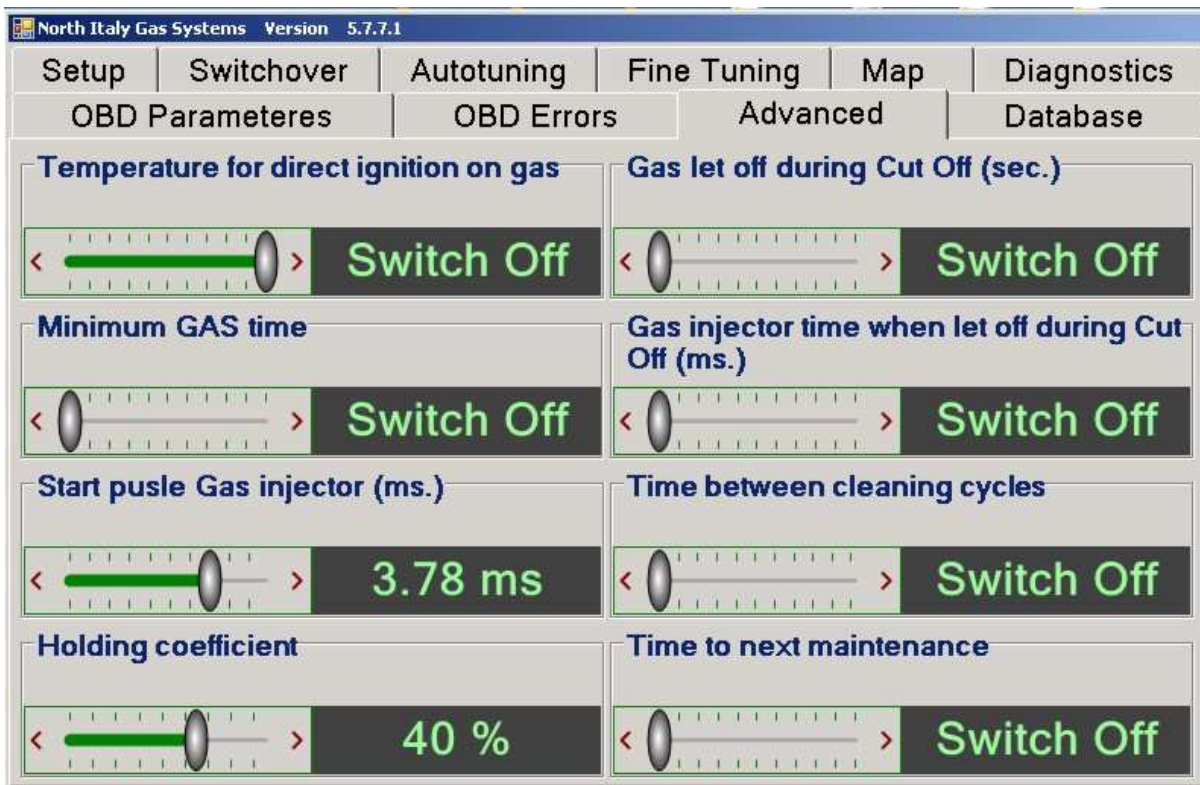 North Italy Gas Systems Version 5.7.7.1
Setup Switchover Autotuning Fine Tuning Map Diagnostics
OBD Parameteres OBD Errors Advanced Database
Temperature for direct ignition on gas
Switch Off
Gas let off during Cut Off (sec.)
Switch Off
Minimum GAS time
Switch Off
Gas injector time when let off during Cut
Off (ms.)
Switch Off
Start pusle Gas injector (ms.)
3.78 ms
Time between cleaning cycles
Switch Off
Holding coefficient
40 %
Time to next maintenance
Switch Off